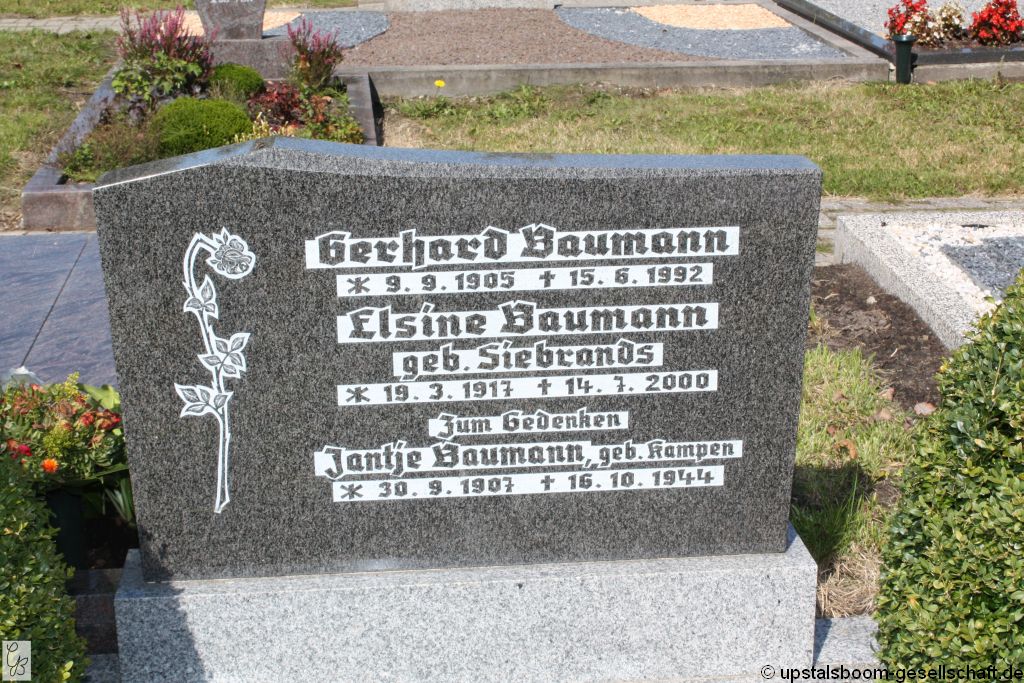 Gerhard Baumann
* 9. 9. 1905 ✝ 15. 6. 1992
Elsine Baumann
geb. Siebrands
* 19. 3. 1917 ✝ 14. 7. 2000
Zum Gedenken
Jantje Baumann, geb. Kampen
* 30. 9. 1907 ✝ 16. 10. 1944
© upstalsboom-gesellschaft.de